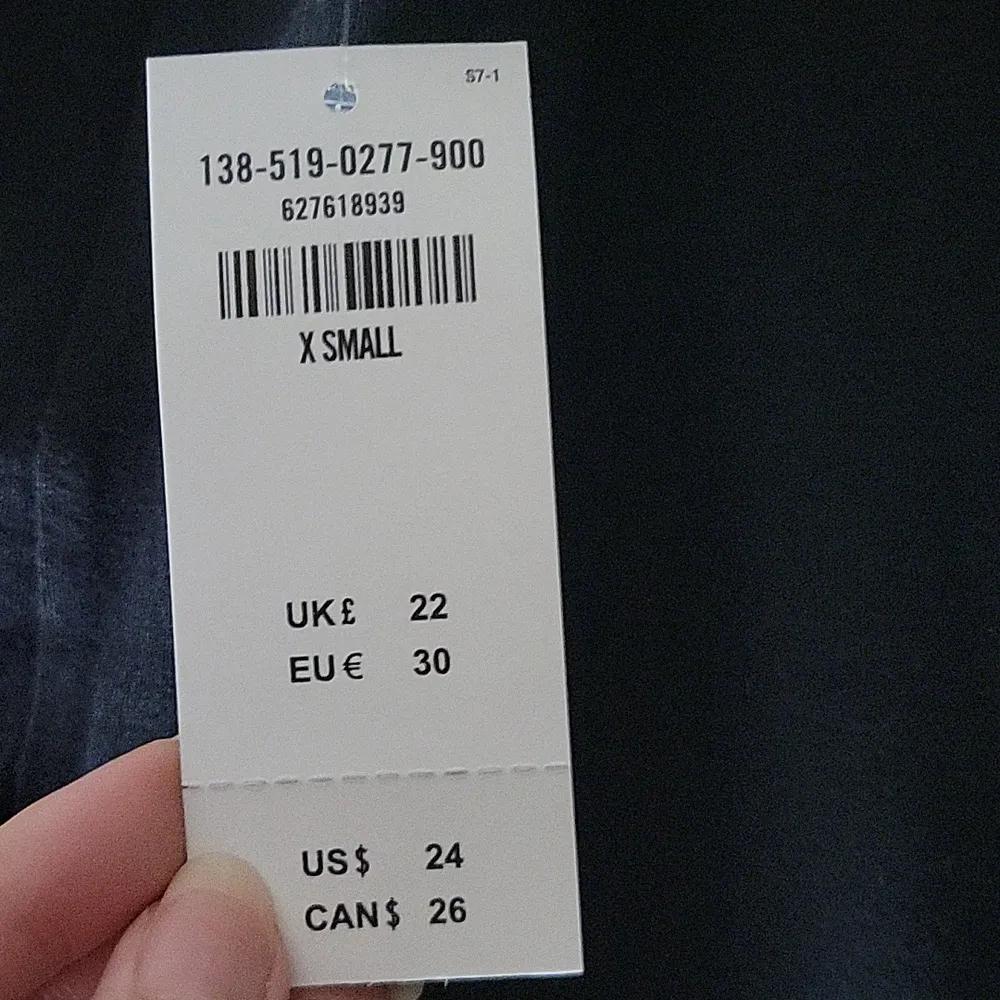 S7-1
138-519-0277-900
627618939
X SMALL
UK £ 22
EU € 30
US $ 24
CAN $ 26